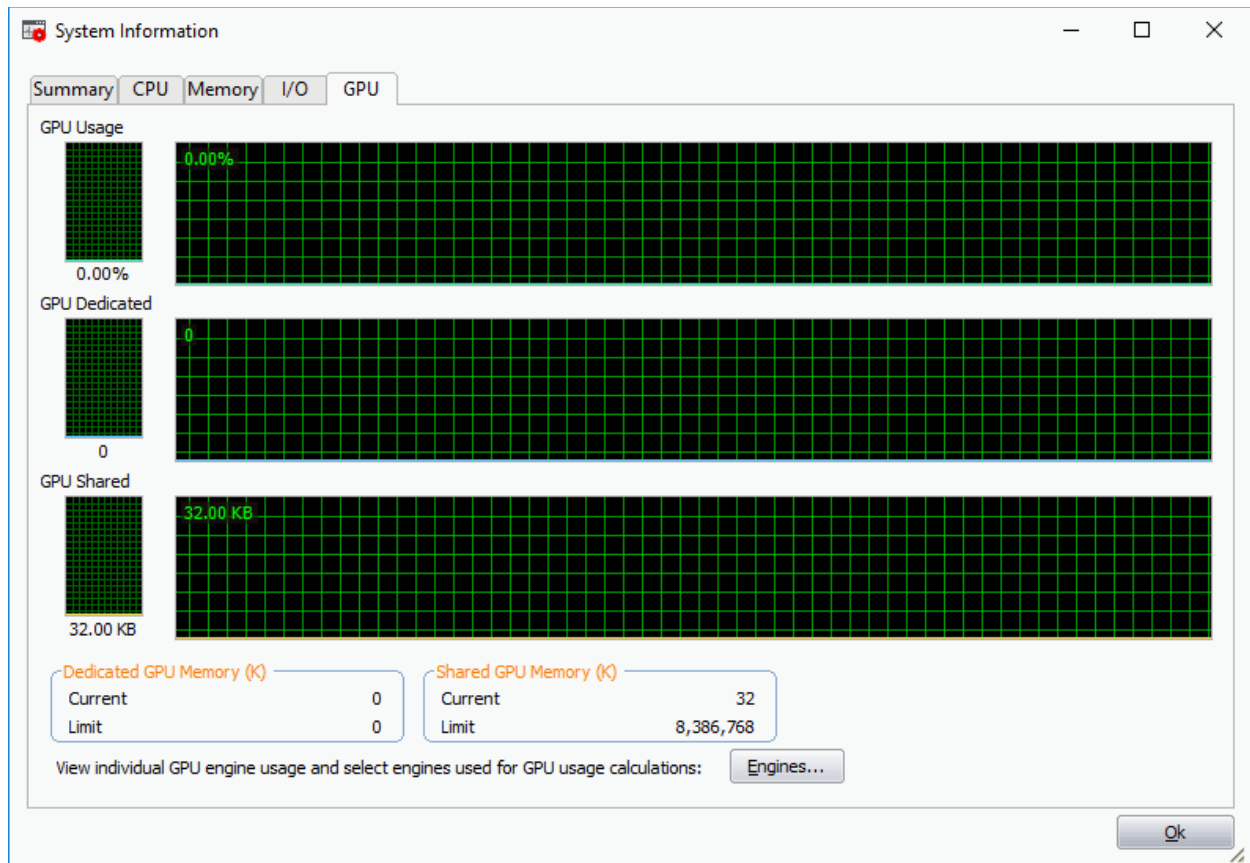 System Information
Summary CPU Memory I/O GPU
GPU Usage
0.00%
0.00%
GPU Dedicated
0
0
GPU Shared
32.00 KB
32.00 KB
Dedicated GPU Memory (K)
Current 0
Limit 0
Shared GPU Memory (K)
Current 32
Limit 8,386,768
View individual GPU engine usage and select engines used for GPU usage calculations: Engines...
Ok